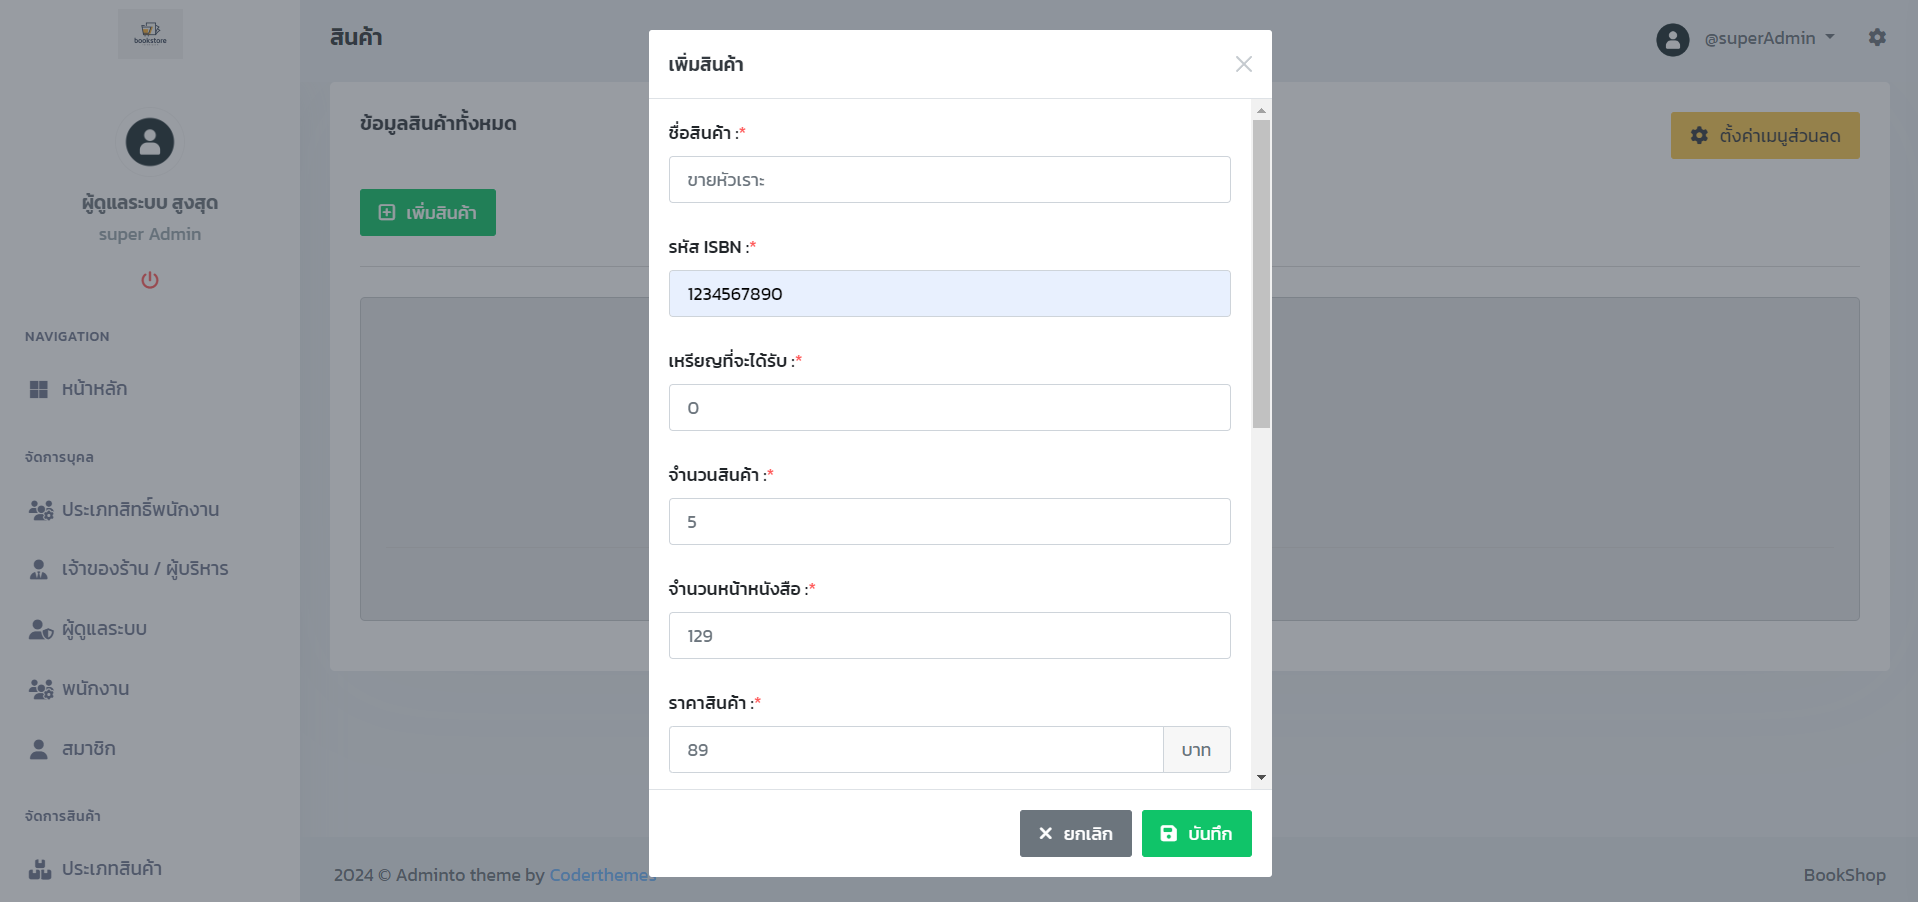 bookstore
ผู้ดูแลระบบ สูงสุด
super Admin
NAVIGATION
หน้าหลัก
จัดการบุคล
ประเภทสิทธิ์พนักงาน
เจ้าของร้าน / ผู้บริหาร
ผู้ดูแลระบบ
พนักงาน
สมาชิก
จัดการสินค้า
ประเภทสินค้า
สินค้า
@superAdmin
ข้อมูลสินค้าทั้งหมด
ตั้งค่าเมนูส่วนลด
เพิ่มสินค้า
เพิ่มสินค้า
ชื่อสินค้า :*
ขายหัวเราะ
รหัส ISBN :*
1234567890
เหรียญที่จะได้รับ :*
0
จำนวนสินค้า :*
5
จำนวนหน้าหนังสือ :*
129
ราคาสินค้า :*
89 บาท
ยกเลิก บันทึก
2024 © Adminto theme by Coderthemes
BookShop